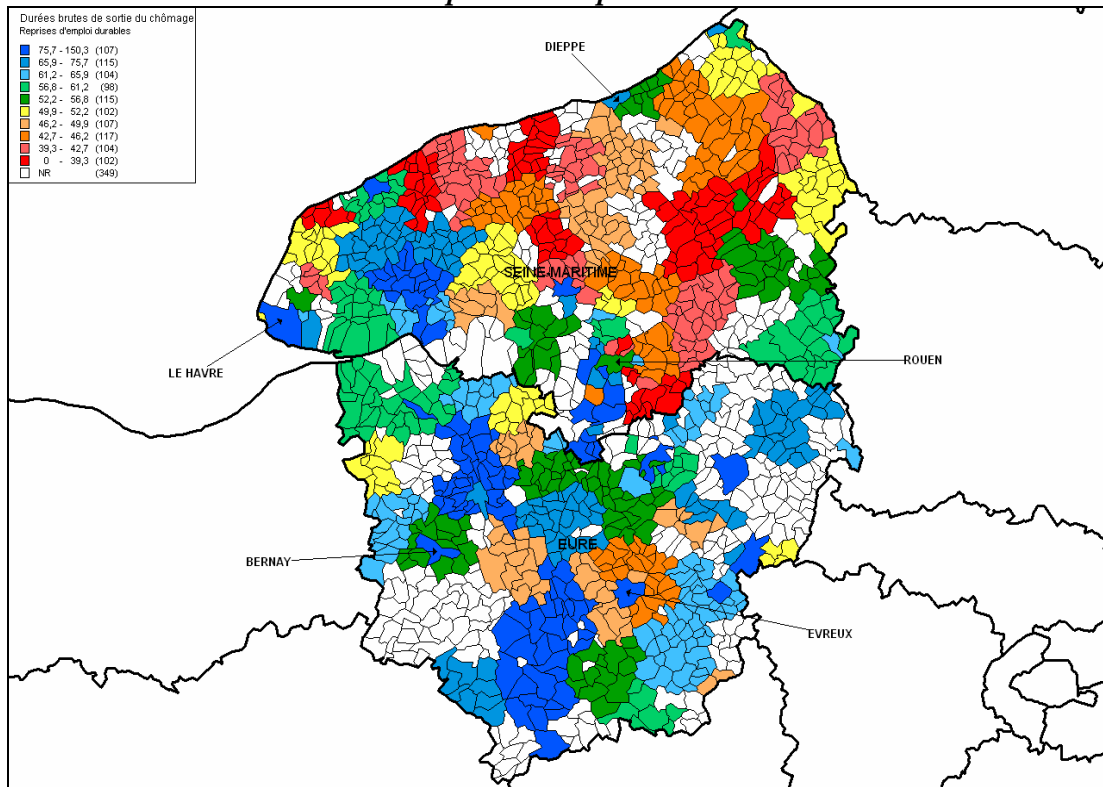 Durées brutes de sortie du chômage
Reprises d'emploi durables
75,7 - 150,3 (107)
65,9 - 75,7 (115)
61,2 - 65,9 (104)
56,8 - 61,2 (98)
52,2 - 56,8 (115)
49,9 - 52,2 (102)
46,2 - 49,9 (107)
42,7 - 46,2 (117)
39,3 - 42,7 (104)
0 - 39,3 (102)
NR (349)
DIEPPE
SEINE-MARITIME
LE HAVRE
ROUEN
EURE
BERNAY
EVREUX